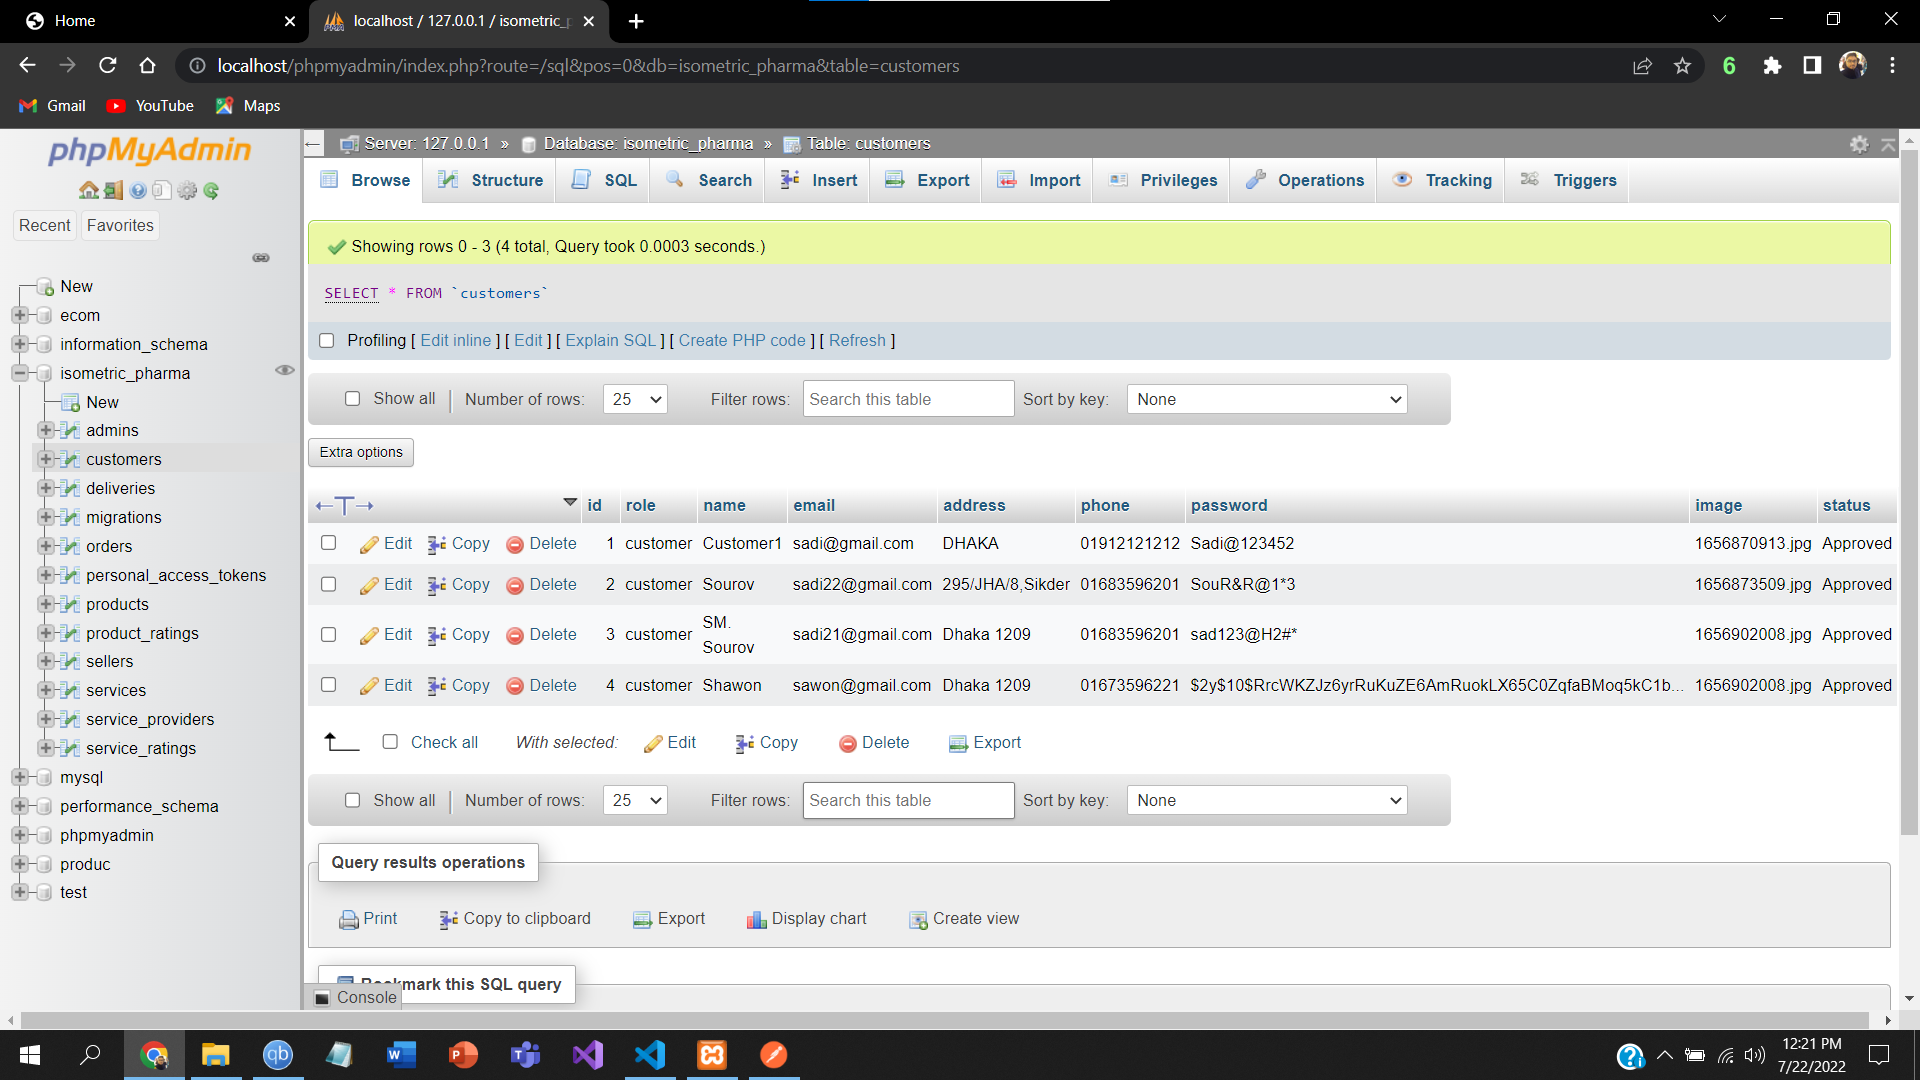 Home
localhost / 127.0.0.1 / isometric_p
localhost/phpmyadmin/index.php?route=/sql&pos=0&db=isometric_pharma&table=customers
6
Gmail YouTube Maps
phpMyAdmin
Recent Favorites
New
ecom
information_schema
isometric_pharma
New
admins
customers
deliveries
migrations
orders
personal_access_tokens
products
product_ratings
sellers
services
service_providers
service_ratings
mysql
performance_schema
phpmyadmin
produc
test
Server: 127.0.0.1 » Database: isometric_pharma » Table: customers
Browse Structure SQL Search Insert Export Import Privileges Operations Tracking Triggers
Showing rows 0 - 3 (4 total, Query took 0.0003 seconds.)
SELECT * FROM `customers`
Profiling [ Edit inline ] [ Edit ] [ Explain SQL ] [ Create PHP code ] [ Refresh ]
Show all Number of rows: 25 Filter rows: Search this table Sort by key: None
Extra options
←T→ id role name email address phone password image status
Edit Copy Delete 1 customer Customer1 sadi@gmail.com DHAKA 01912121212 Sadi@123452 1656870913.jpg Approved
Edit Copy Delete 2 customer Sourov sadi22@gmail.com 295/JHA/8,Sikder 01683596201 SouR&R@1*3 1656873509.jpg Approved
Edit Copy Delete 3 customer SM. Sourov sadi21@gmail.com Dhaka 1209 01683596201 sad123@H2#* 1656902008.jpg Approved
Edit Copy Delete 4 customer Shawon sawon@gmail.com Dhaka 1209 01673596221 $2y$10$RrcWKZJz6yrRuKuZE6AmRuokLX65C0ZqfaBMoq5kC1b... 1656902008.jpg Approved
Check all With selected: Edit Copy Delete Export
Show all Number of rows: 25 Filter rows: Search this table Sort by key: None
Query results operations
Print Copy to clipboard Export Display chart Create view
Bookmark this SQL query
Console
12:21 PM
7/22/2022